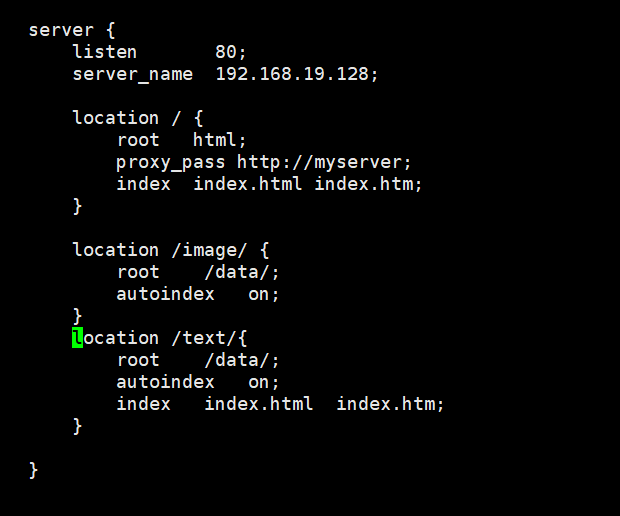 server {
    listen       80;
    server_name  192.168.19.128;

    location / {
        root   html;
        proxy_pass http://myserver;
        index  index.html index.htm;
    }

    location /image/ {
        root    /data/;
        autoindex   on;
    }
    location /text/{
        root    /data/;
        autoindex   on;
        index   index.html  index.htm;
    }

}